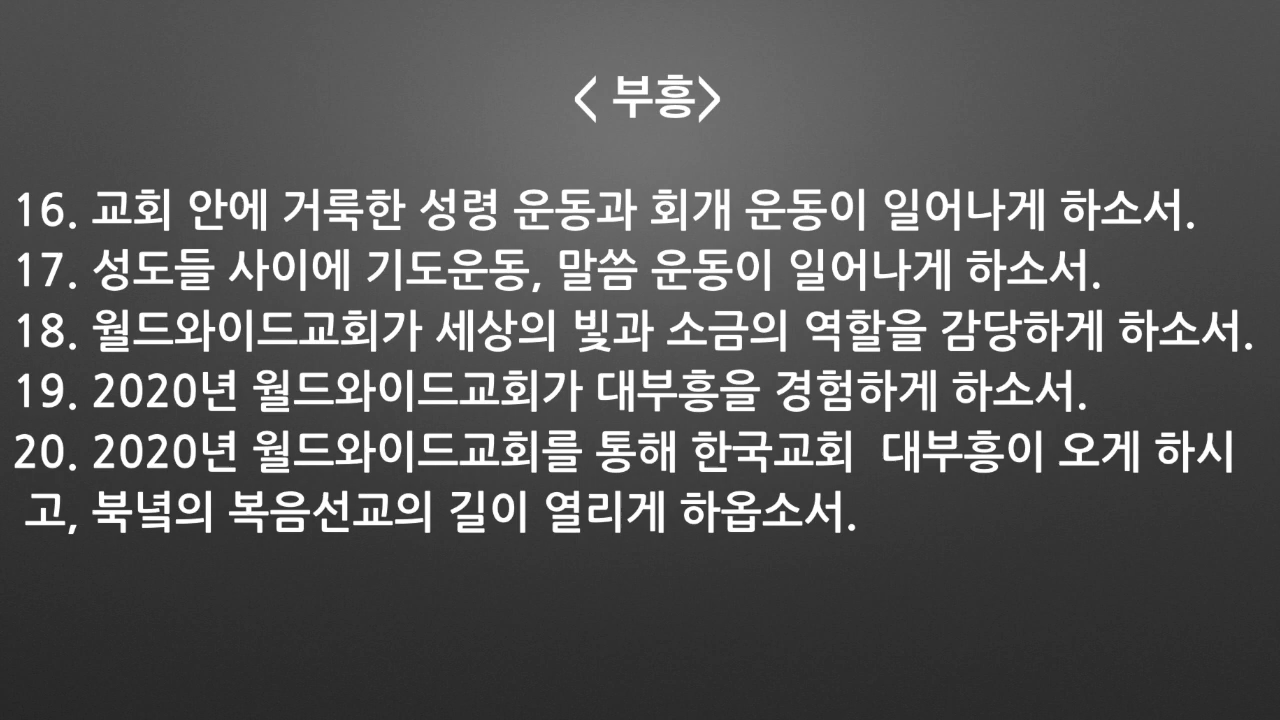 < 부흥>
16. 교회 안에 거룩한 성령 운동과 회개 운동이 일어나게 하소서.
17. 성도들 사이에 기도운동, 말씀 운동이 일어나게 하소서.
18. 월드와이드교회가 세상의 빛과 소금의 역할을 감당하게 하소서.
19. 2020년 월드와이드교회가 대부흥을 경험하게 하소서.
20. 2020년 월드와이드교회를 통해 한국교회  대부흥이 오게 하시
고, 북녘의 복음선교의 길이 열리게 하옵소서.